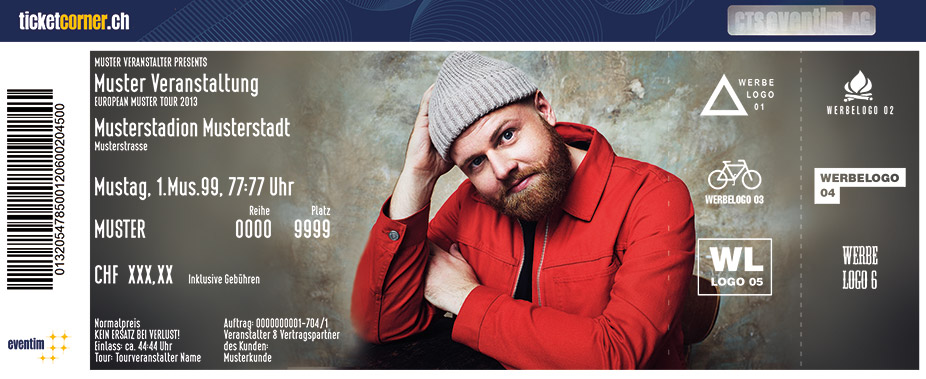 ticketcorner.ch
CTS eventim AG
MUSTER VERANSTALTER PRESENTS
Muster Veranstaltung
EUROPEAN MUSTER TOUR 2013
Musterstadion Musterstadt
Musterstrasse
Mustag, 1.Mus.99, 77:77 Uhr
Reihe Platz
MUSTER 0000 9999
CHF XXX,XX Inklusive Gebühren
Normalpreis
KEIN ERSATZ BEI VERLUST!
Einlass: ca. 44:44 Uhr
Tour: Tourveranstalter Name
Auftrag: 0000000001-704/1
Veranstalter & Vertragspartner
des Kunden:
Musterkunde
013205478500120600204500
eventim
WERBE
LOGO
01
WERBELOGO 02
WERBELOGO 03
WERBELOGO
04
WL
LOGO 05
WERBE
LOGO 6